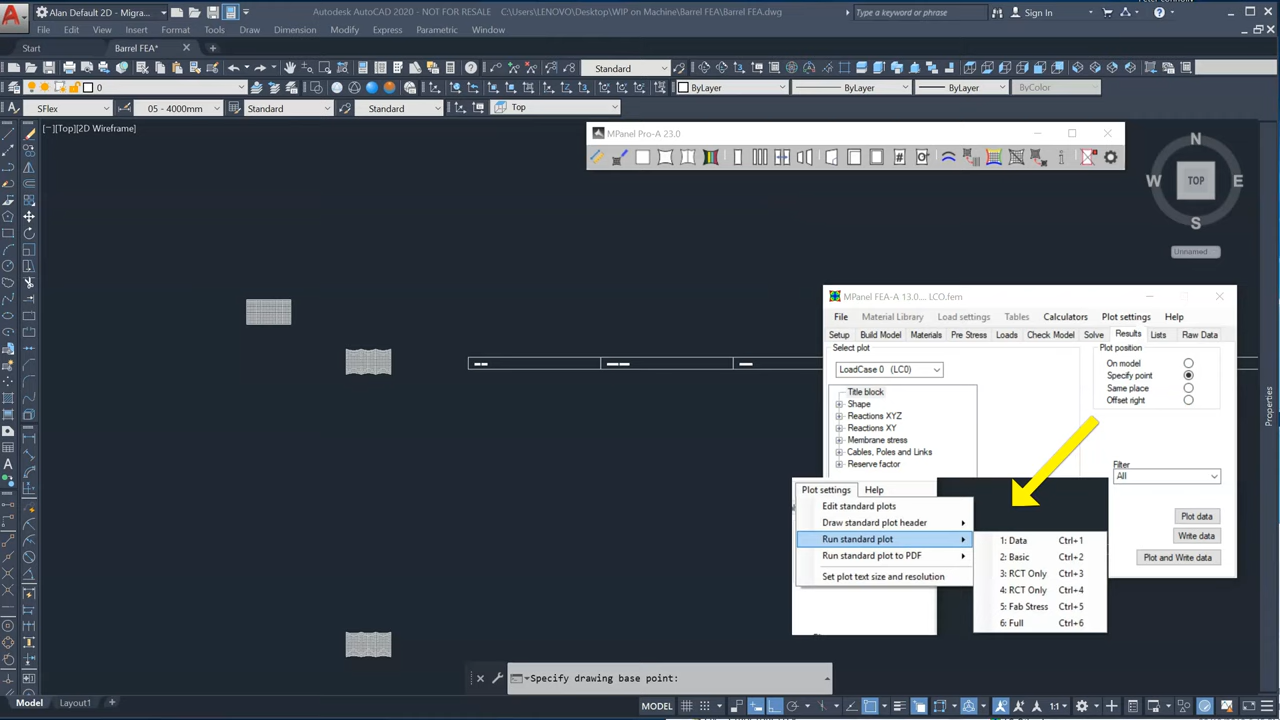 Alan Default 2D - Migra...
Autodesk AutoCAD 2020 - NOT FOR RESALE
C:\Users\LENOVO\Desktop\WIP on Machine\Barrel FEA\Barrel FEA.dwg
Type a keyword or phrase
Sign In
File Edit View Insert Format Tools Draw Dimension Modify Express Parametric Window
Start
Barrel FEA*
Standard
0
ByLayer
ByLayer
ByLayer
ByColor
SFlex
05 - 4000mm
Standard
Standard
Top
[−][Top][2D Wireframe]
MPanel Pro-A 23.0
N
W
TOP
E
S
Unnamed
MPanel FEA-A 13.0.... LCO.fem
File Material Library Load settings Tables Calculators Plot settings Help
Setup Build Model Materials Pre Stress Loads Check Model Solve Results Lists Raw Data
Select plot
LoadCase 0 (LC0)
Title block
Shape
Reactions XYZ
Reactions XY
Membrane stress
Cables, Poles and Links
Reserve factor
Plot position
On model
Specify point
Same place
Offset right
Filter
All
Plot data
Write data
Plot and Write data
Plot settings Help
Edit standard plots
Draw standard plot header
Run standard plot
Run standard plot to PDF
Set plot text size and resolution
1: Data Ctrl+1
2: Basic Ctrl+2
3: RCT Only Ctrl+3
4: RCT Only Ctrl+4
5: Fab Stress Ctrl+5
6: Full Ctrl+6
Properties
Specify drawing base point:
Model
Layout1
MODEL
1:1